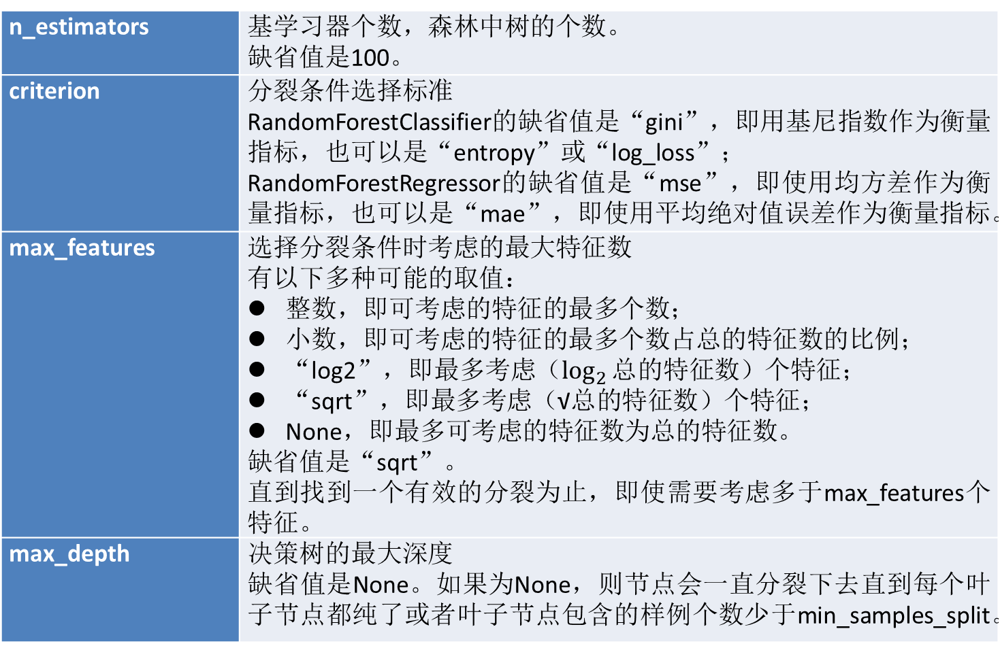 n_estimators
基学习器个数，森林中树的个数。
缺省值是100。
criterion
分裂条件选择标准
RandomForestClassifier的缺省值是“gini”，即用基尼指数作为衡量
指标，也可以是“entropy”或“log_loss”；
RandomForestRegressor的缺省值是“mse”，即使用均方差作为衡
量指标，也可以是“mae”，即使用平均绝对值误差作为衡量指标。
max_features
选择分裂条件时考虑的最大特征数
有以下多种可能的取值：
● 整数，即可考虑的特征的最多个数；
● 小数，即可考虑的特征的最多个数占总的特征数的比例；
● “log2”，即最多考虑（log₂ 总的特征数）个特征；
● “sqrt”，即最多考虑（√总的特征数）个特征；
● None，即最多可考虑的特征数为总的特征数。
缺省值是“sqrt”。
直到找到一个有效的分裂为止，即使需要考虑多于max_features个
特征。
max_depth
决策树的最大深度
缺省值是None。如果为None，则节点会一直分裂下去直到每个叶
子节点都纯了或者叶子节点包含的样例个数少于min_samples_split。